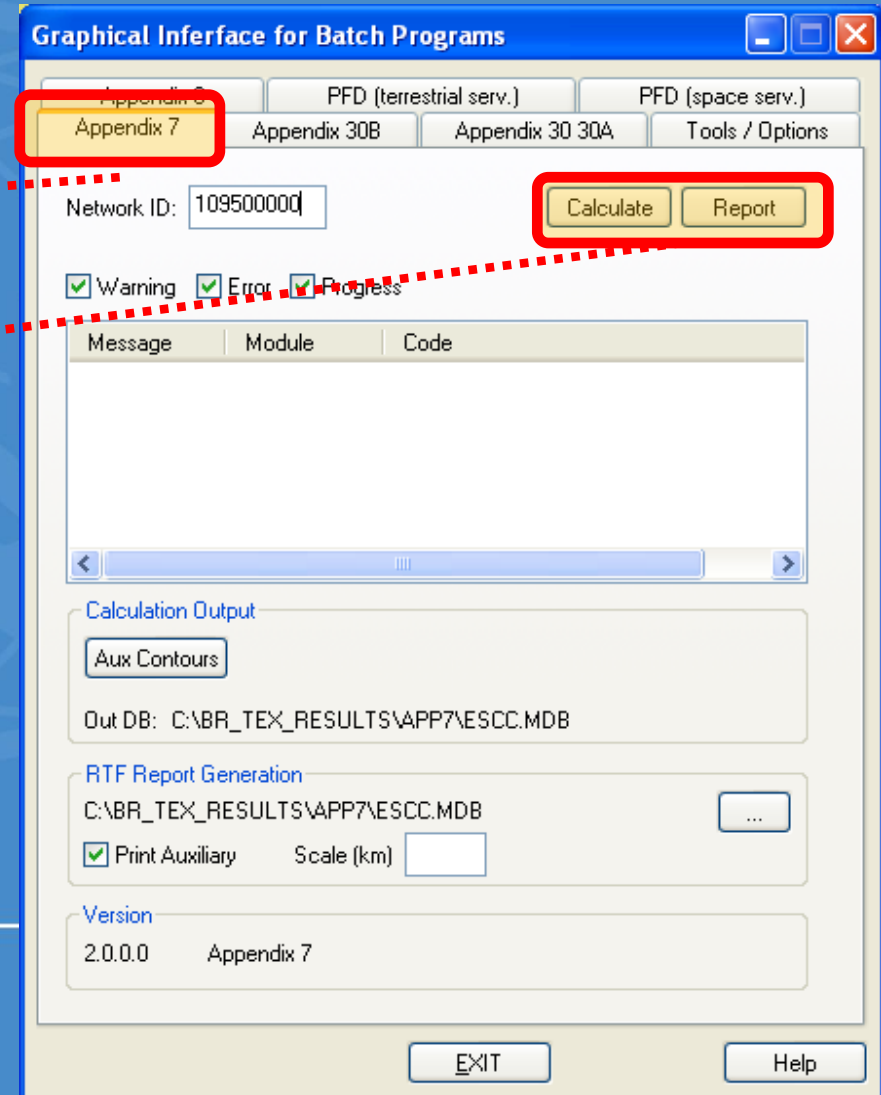 Graphical Inferface for Batch Programs
Appendix 8 PFD (terrestrial serv.) PFD (space serv.)
Appendix 7 Appendix 30B Appendix 30 30A Tools / Options
Network ID: 109500000 Calculate Report
Warning Error Progress
Message Module Code
Calculation Output
Aux Contours
Out DB: C:\BR_TEX_RESULTS\APP7\ESCC.MDB
RTF Report Generation
C:\BR_TEX_RESULTS\APP7\ESCC.MDB ...
Print Auxiliary Scale (km)
Version
2.0.0.0 Appendix 7
EXIT Help